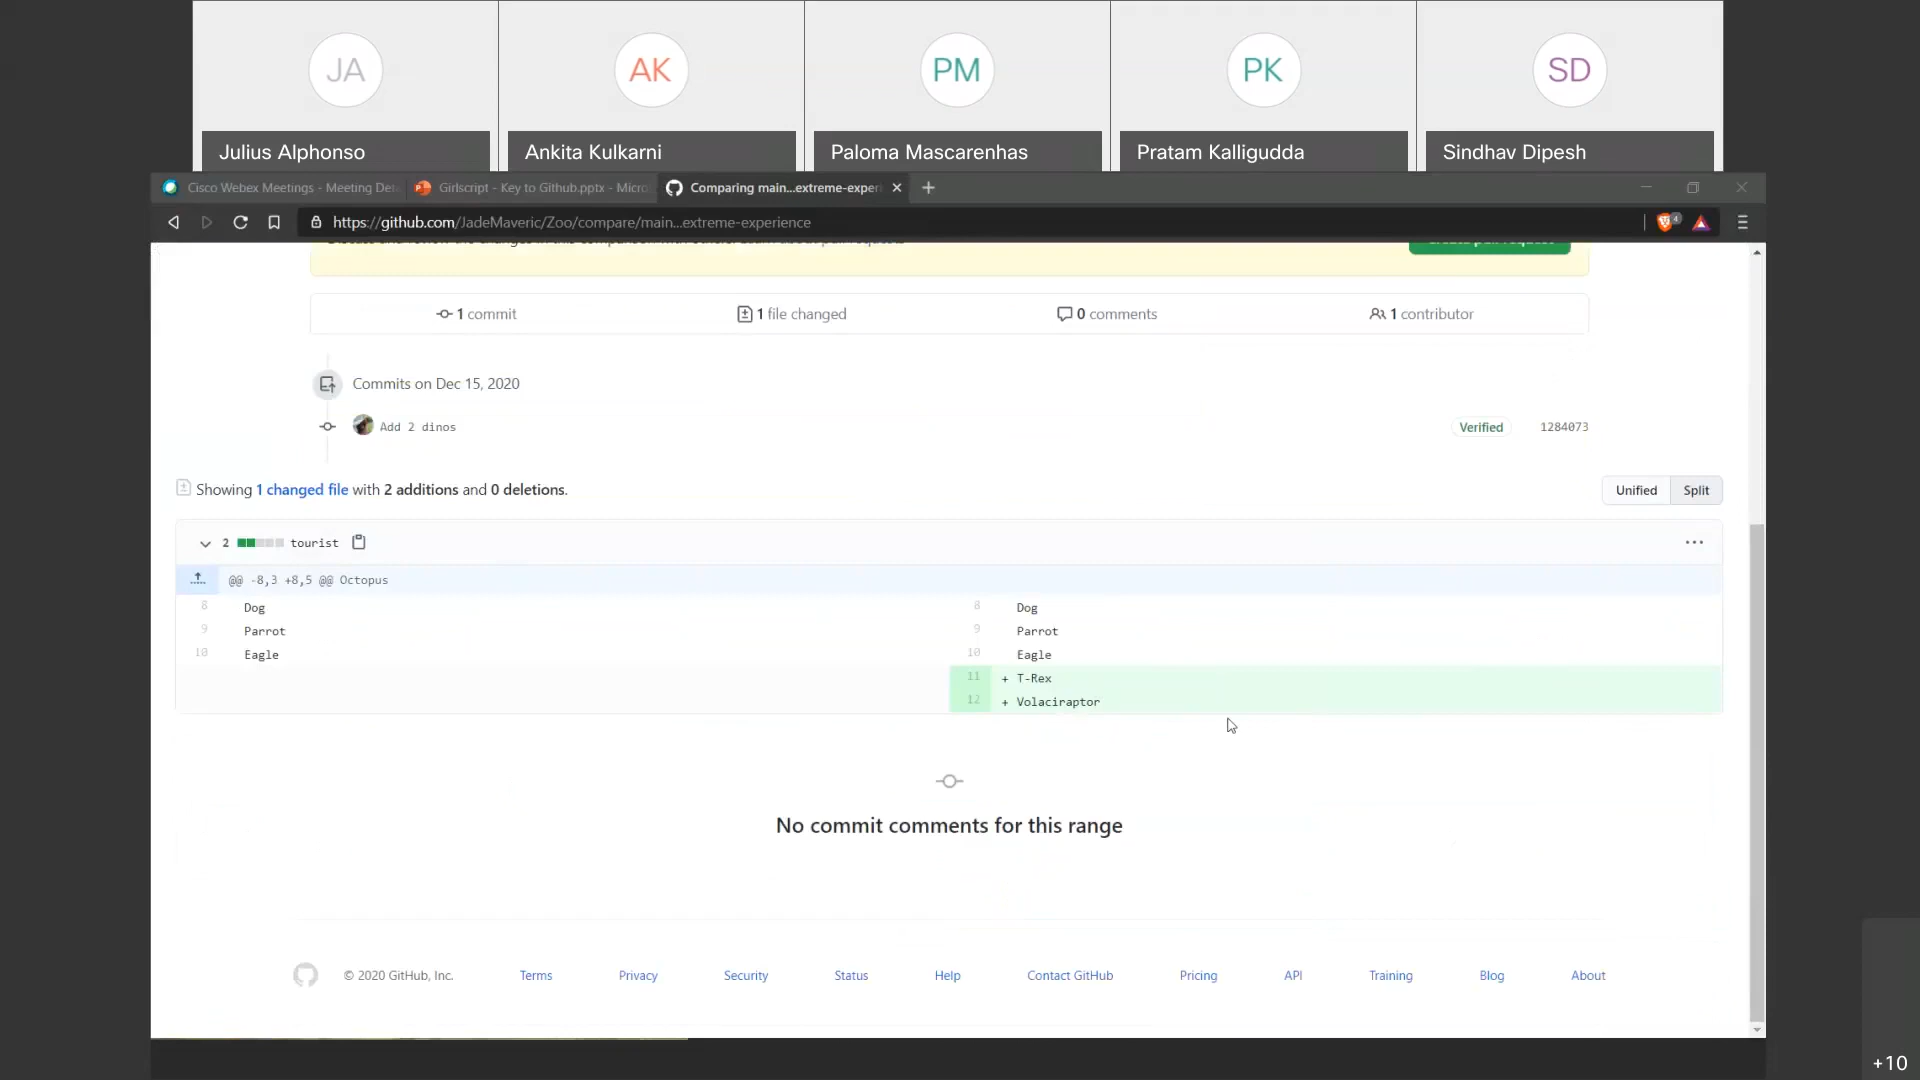 JA
AK
PM
PK
SD
Julius Alphonso
Ankita Kulkarni
Paloma Mascarenhas
Pratam Kalligudda
Sindhav Dipesh
Cisco Webex Meetings - Meeting Det
Girlscript - Key to Github.pptx - Micro
Comparing main...extreme-exper
https://github.com/JadeMaveric/Zoo/compare/main...extreme-experience
4
1 commit
1 file changed
0 comments
1 contributor
Commits on Dec 15, 2020
Add 2 dinos
Verified
1284073
Showing 1 changed file with 2 additions and 0 deletions.
Unified
Split
2
tourist
@@ -8,3 +8,5 @@ Octopus
8 Dog 8 Dog
9 Parrot 9 Parrot
10 Eagle 10 Eagle
11 + T-Rex
12 + Volaciraptor
No commit comments for this range
© 2020 GitHub, Inc.
Terms
Privacy
Security
Status
Help
Contact GitHub
Pricing
API
Training
Blog
About
+10